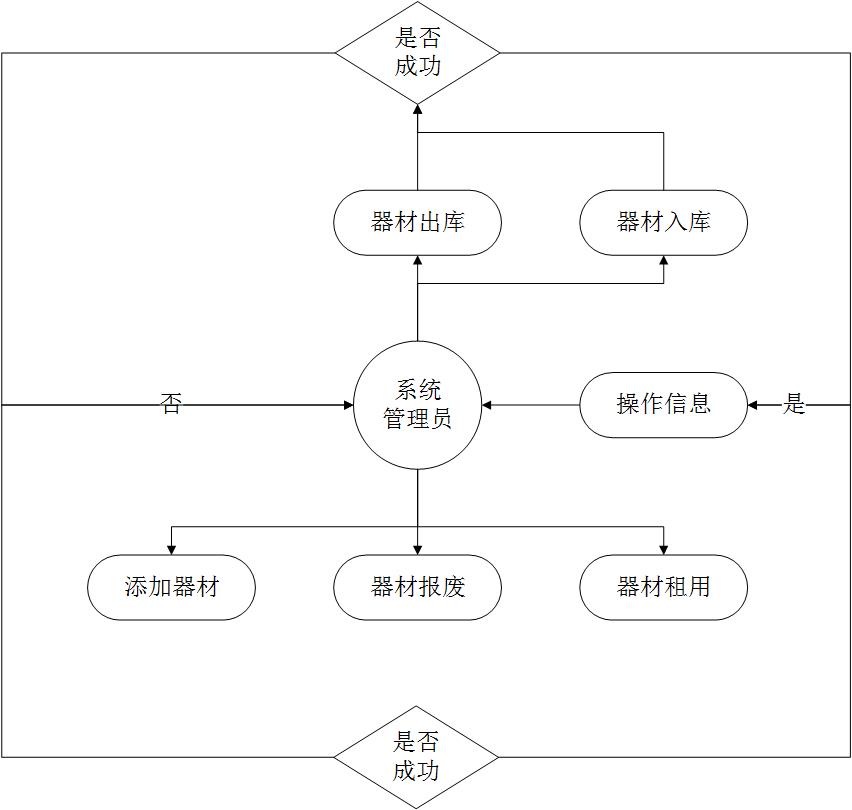 是否
成功
器材出库
器材入库
系统
管理员
否
操作信息
是
添加器材
器材报废
器材租用
是否
成功